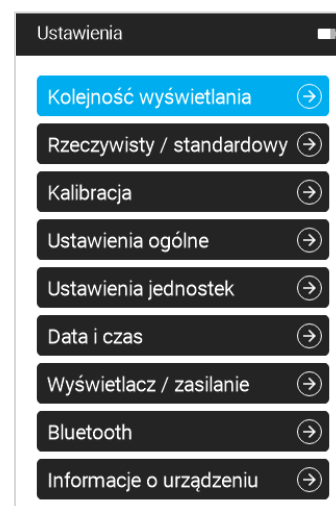 Ustawienia
Kolejność wyświetlania
Rzeczywisty / standardowy
Kalibracja
Ustawienia ogólne
Ustawienia jednostek
Data i czas
Wyświetlacz / zasilanie
Bluetooth
Informacje o urządzeniu